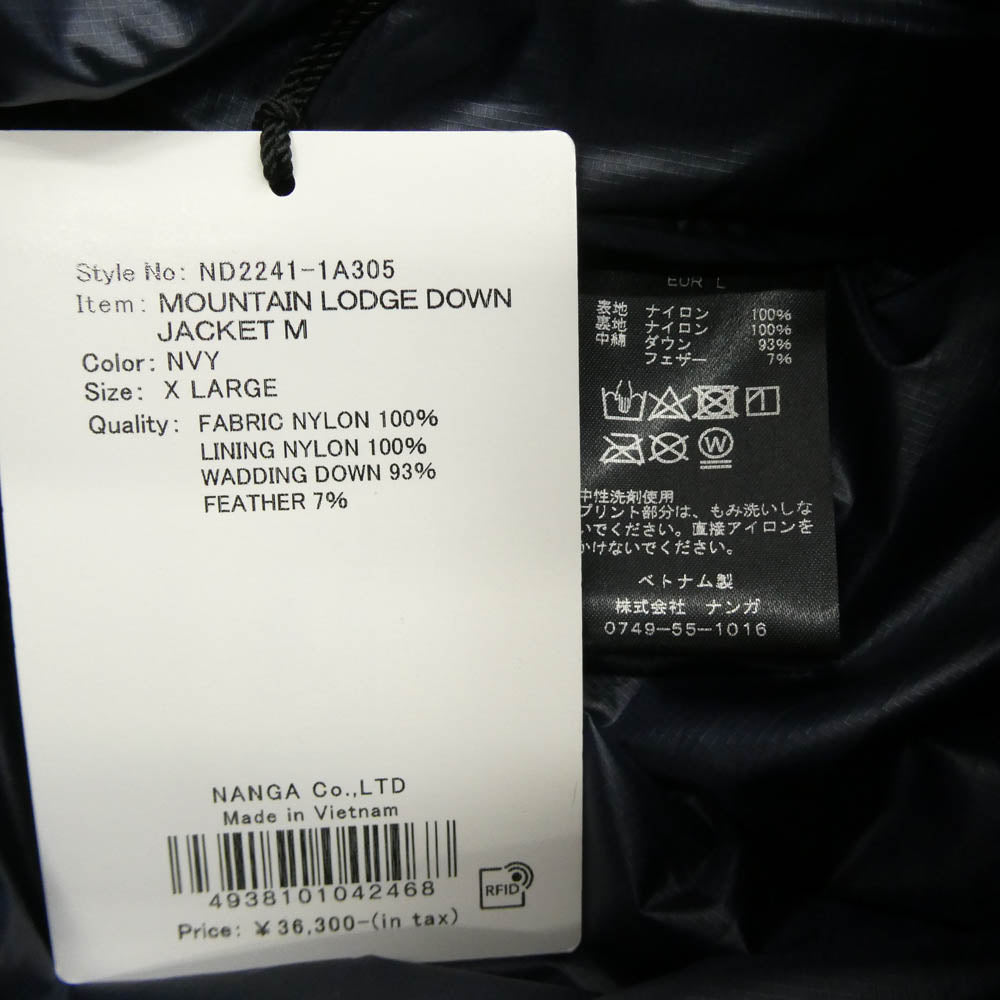 Style No: ND2241-1A305
Item: MOUNTAIN LODGE DOWN
JACKET M
Color: NVY
Size: X LARGE
Quality: FABRIC NYLON 100%
LINING NYLON 100%
WADDING DOWN 93%
FEATHER 7%
NANGA Co.,LTD
Made in Vietnam
4938101042468
RFID
Price: ¥ 36,300-(in tax)
EUR L
表地 ナイロン 100%
裏地 ナイロン 100%
中綿 ダウン 93%
フェザー 7%
W
中性洗剤使用
プリント部分は、もみ洗いしな
いでください。直接アイロンを
かけないでください。
ベトナム製
株式会社 ナンガ
0749-55-1016